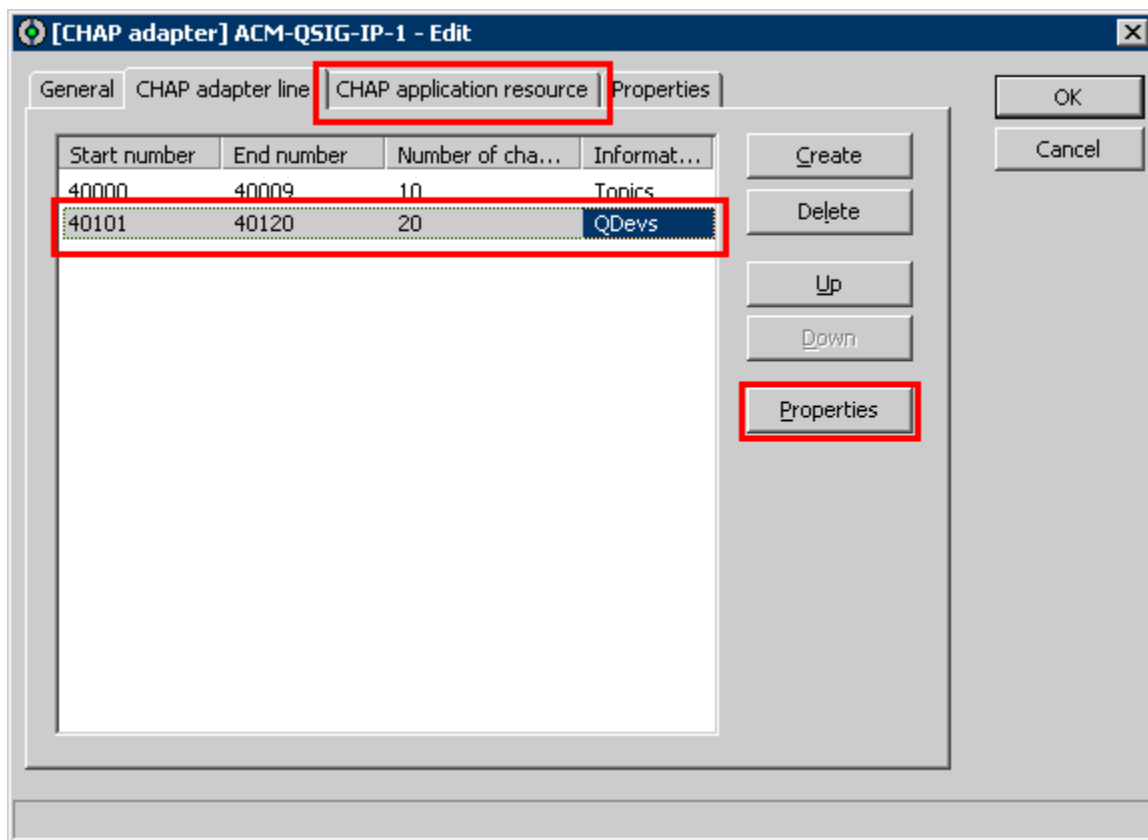 [CHAP adapter] ACM-QSIG-IP-1 - Edit
General CHAP adapter line CHAP application resource Properties
OK
Cancel
Start number End number Number of cha... Informat...
40000 40009 10 Topics
40101 40120 20 QDevs
Create
Delete
Up
Down
Properties